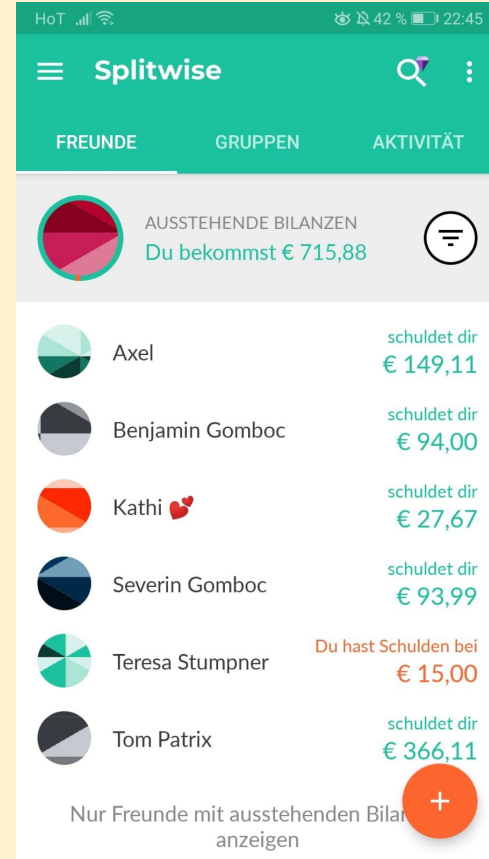 HoT 42 % 22:45
Splitwise
FREUNDE GRUPPEN AKTIVITÄT
AUSSTEHENDE BILANZEN
Du bekommst € 715,88
schuldet dir
Axel € 149,11
schuldet dir
Benjamin Gomboc € 94,00
schuldet dir
Kathi 💕 € 27,67
schuldet dir
Severin Gomboc € 93,99
Du hast Schulden bei
Teresa Stumpner € 15,00
schuldet dir
Tom Patrix € 366,11
Nur Freunde mit ausstehenden
anzeigen